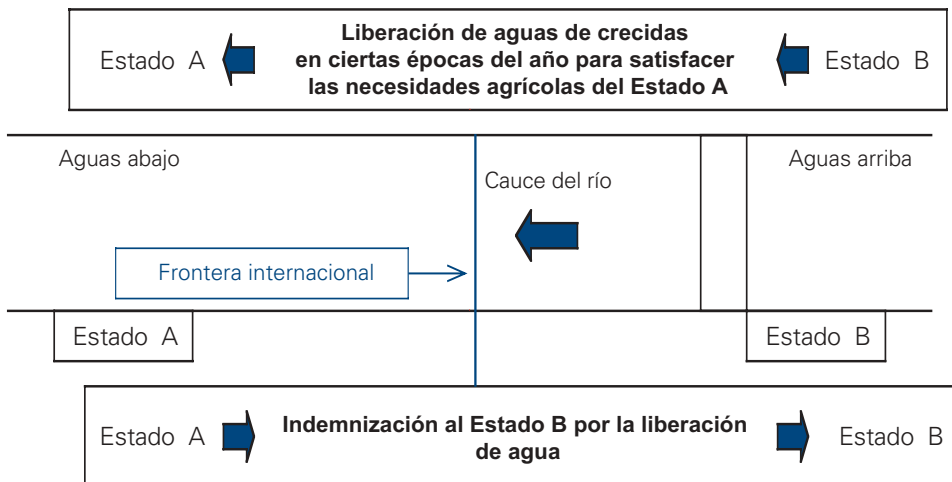 Estado A
Liberación de aguas de crecidas
en ciertas épocas del año para satisfacer
las necesidades agrícolas del Estado A
Estado B
Aguas abajo
Aguas arriba
Cauce del río
Frontera internacional
Estado A
Estado B
Estado A
Indemnización al Estado B por la liberación
de agua
Estado B